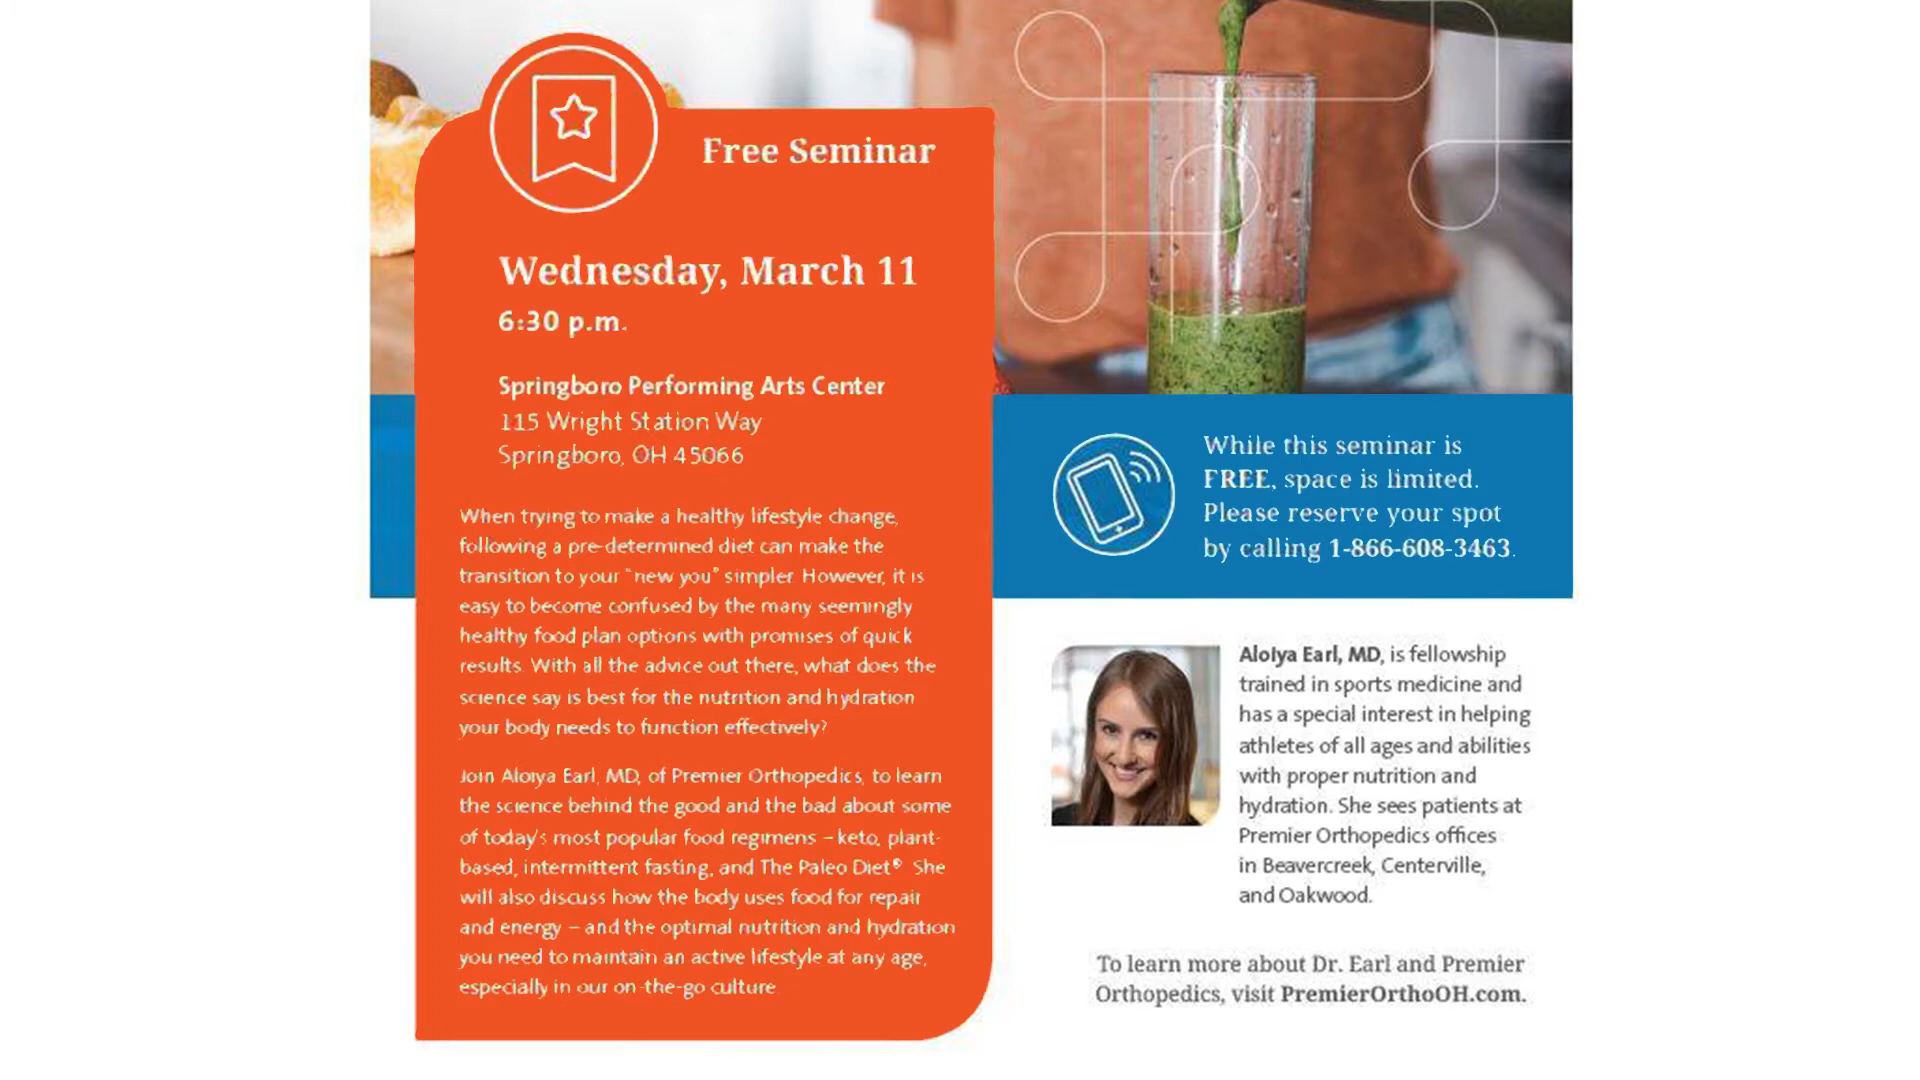 Free Seminar
Wednesday, March 11
6:30 p.m.
Springboro Performing Arts Center
115 Wright Station Way
Springboro, OH 45066
When trying to make a healthy lifestyle change,
following a pre-determined diet can make the
transition to your “new you” simpler. However, it is
easy to become confused by the many seemingly
healthy food plan options with promises of quick
results. With all the advice out there, what does the
science say is best for the nutrition and hydration
your body needs to function effectively?
Join Aloiya Earl, MD, of Premier Orthopedics, to learn
the science behind the good and the bad about some
of today's most popular food regimens – keto, plant-
based, intermittent fasting, and The Paleo Diet® She
will also discuss how the body uses food for repair
and energy – and the optimal nutrition and hydration
you need to maintain an active lifestyle at any age,
especially in our on-the-go culture
While this seminar is
FREE, space is limited.
Please reserve your spot
by calling 1-866-608-3463.
Aloiya Earl, MD, is fellowship
trained in sports medicine and
has a special interest in helping
athletes of all ages and abilities
with proper nutrition and
hydration. She sees patients at
Premier Orthopedics offices
in Beavercreek, Centerville,
and Oakwood.
To learn more about Dr. Earl and Premier
Orthopedics, visit PremierOrthoOH.com.